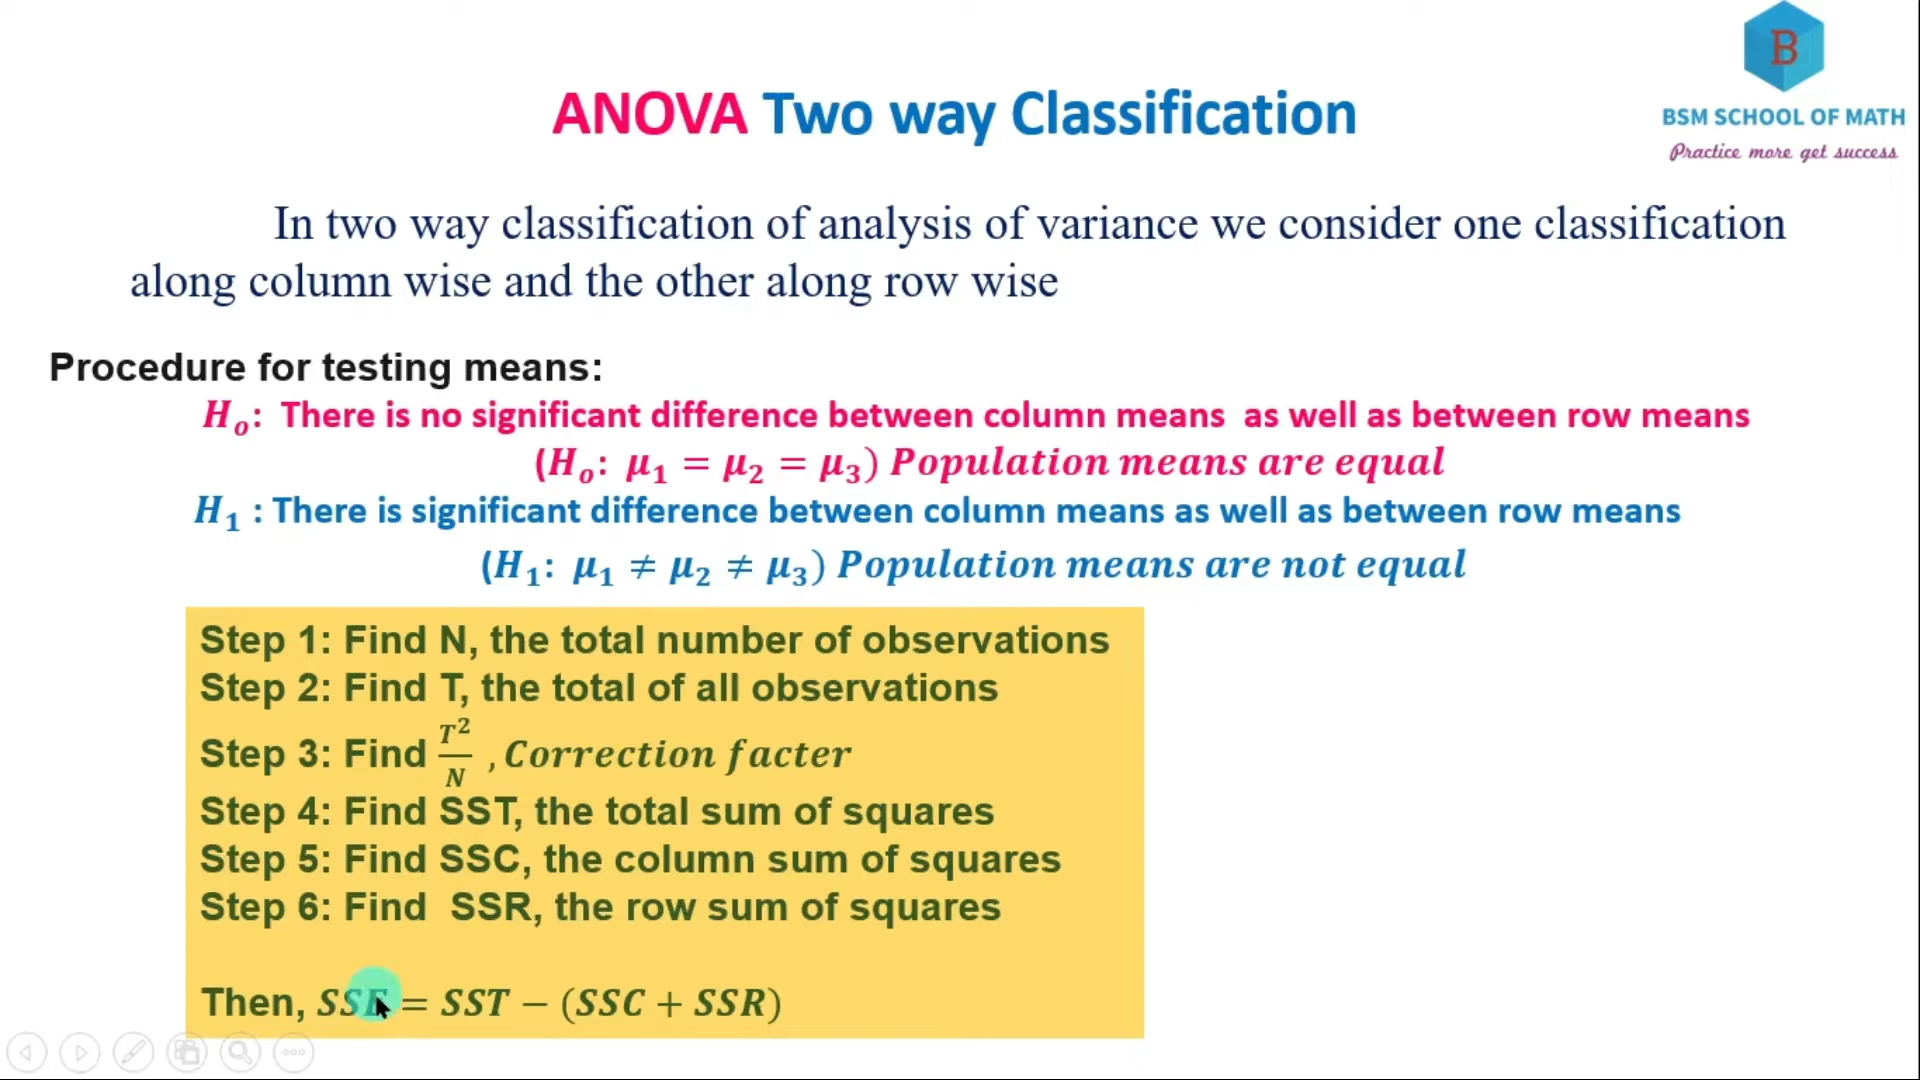 B
BSM SCHOOL OF MATH
Practice more get success
ANOVA Two way Classification
In two way classification of analysis of variance we consider one classification
along column wise and the other along row wise
Procedure for testing means:
Hₒ: There is no significant difference between column means as well as between row means
(Hₒ: μ₁ = μ₂ = μ₃) Population means are equal
H₁ : There is significant difference between column means as well as between row means
(H₁: μ₁ ≠ μ₂ ≠ μ₃) Population means are not equal
Step 1: Find N, the total number of observations
Step 2: Find T, the total of all observations
Step 3: Find T²/N , Correction facter
Step 4: Find SST, the total sum of squares
Step 5: Find SSC, the column sum of squares
Step 6: Find SSR, the row sum of squares
Then, SSE = SST − (SSC + SSR)